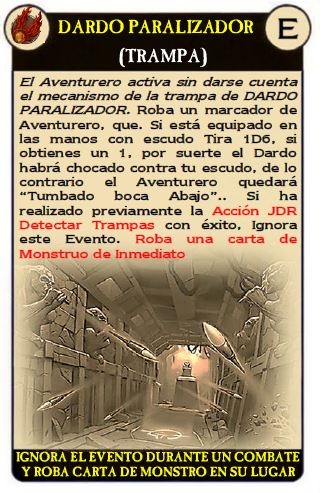 DARDO PARALIZADOR
E
(TRAMPA)
El Aventurero activa sin darse cuenta
el mecanismo de la trampa de DARDO
PARALIZADOR. Roba un marcador de
Aventurero, que. Si está equipado en
las manos con escudo Tira 1D6, si
obtienes un 1, por suerte el Dardo
habrá chocado contra tu escudo, de lo
contrario el Aventurero quedará
“Tumbado boca Abajo”.. Si ha
realizado previamente la Acción JDR
Detectar Trampas con éxito, Ignora
este Evento. Roba una carta de
Monstruo de Inmediato
IGNORA EL EVENTO DURANTE UN COMBATE
Y ROBA CARTA DE MONSTRO EN SU LUGAR